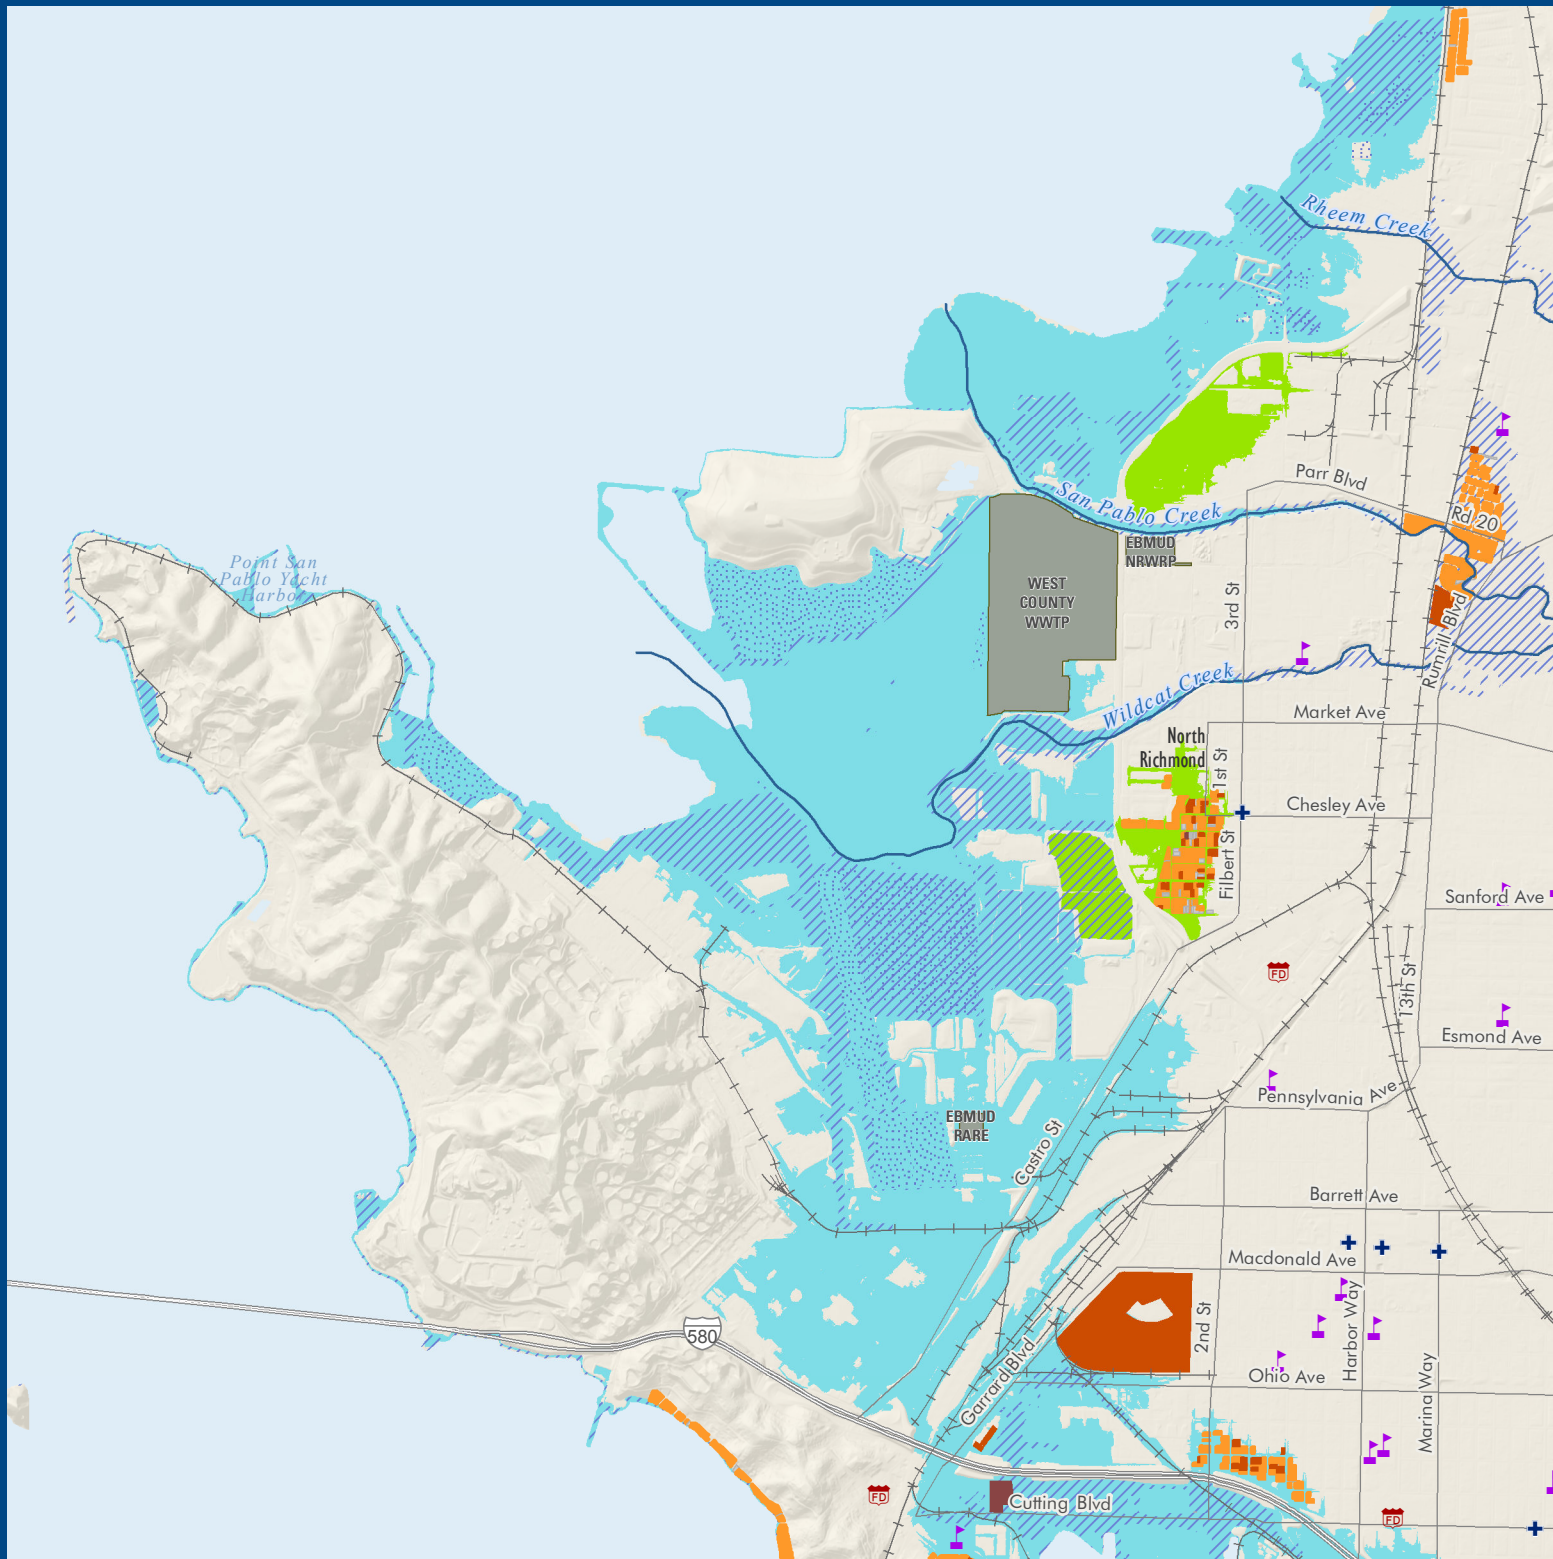 Rheem Creek
Parr Blvd
San Pablo Creek
Rd 20
EBMUD
NRWRP
Point San
Pablo Yacht
Harbor
WEST
COUNTY
WWTP
3rd St
Rumrill Blvd
Wildcat Creek
Market Ave
North
Richmond
1st St
Chesley Ave
Filbert St
Sanford Ave
FD
13th St
Esmond Ave
Pennsylvania Ave
EBMUD
RARE
Castro St
Barrett Ave
Macdonald Ave
2nd St
Harbor Way
580
Garrard Blvd
Ohio Ave
Marina Way
FD
Cutting Blvd
FD